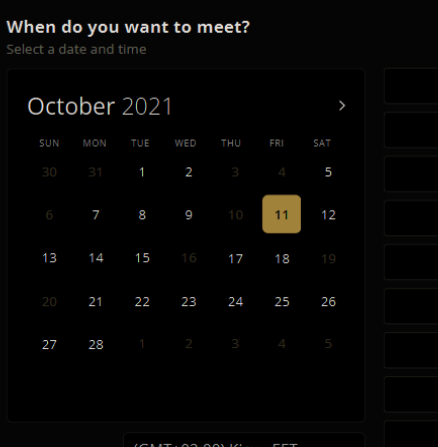 When do you want to meet?
Select a date and time
October 2021
SUN MON TUE WED THU FRI SAT
30 31 1 2 3 4 5
6 7 8 9 10 11 12
13 14 15 16 17 18 19
20 21 22 23 24 25 26
27 28 1 2 3 4 5